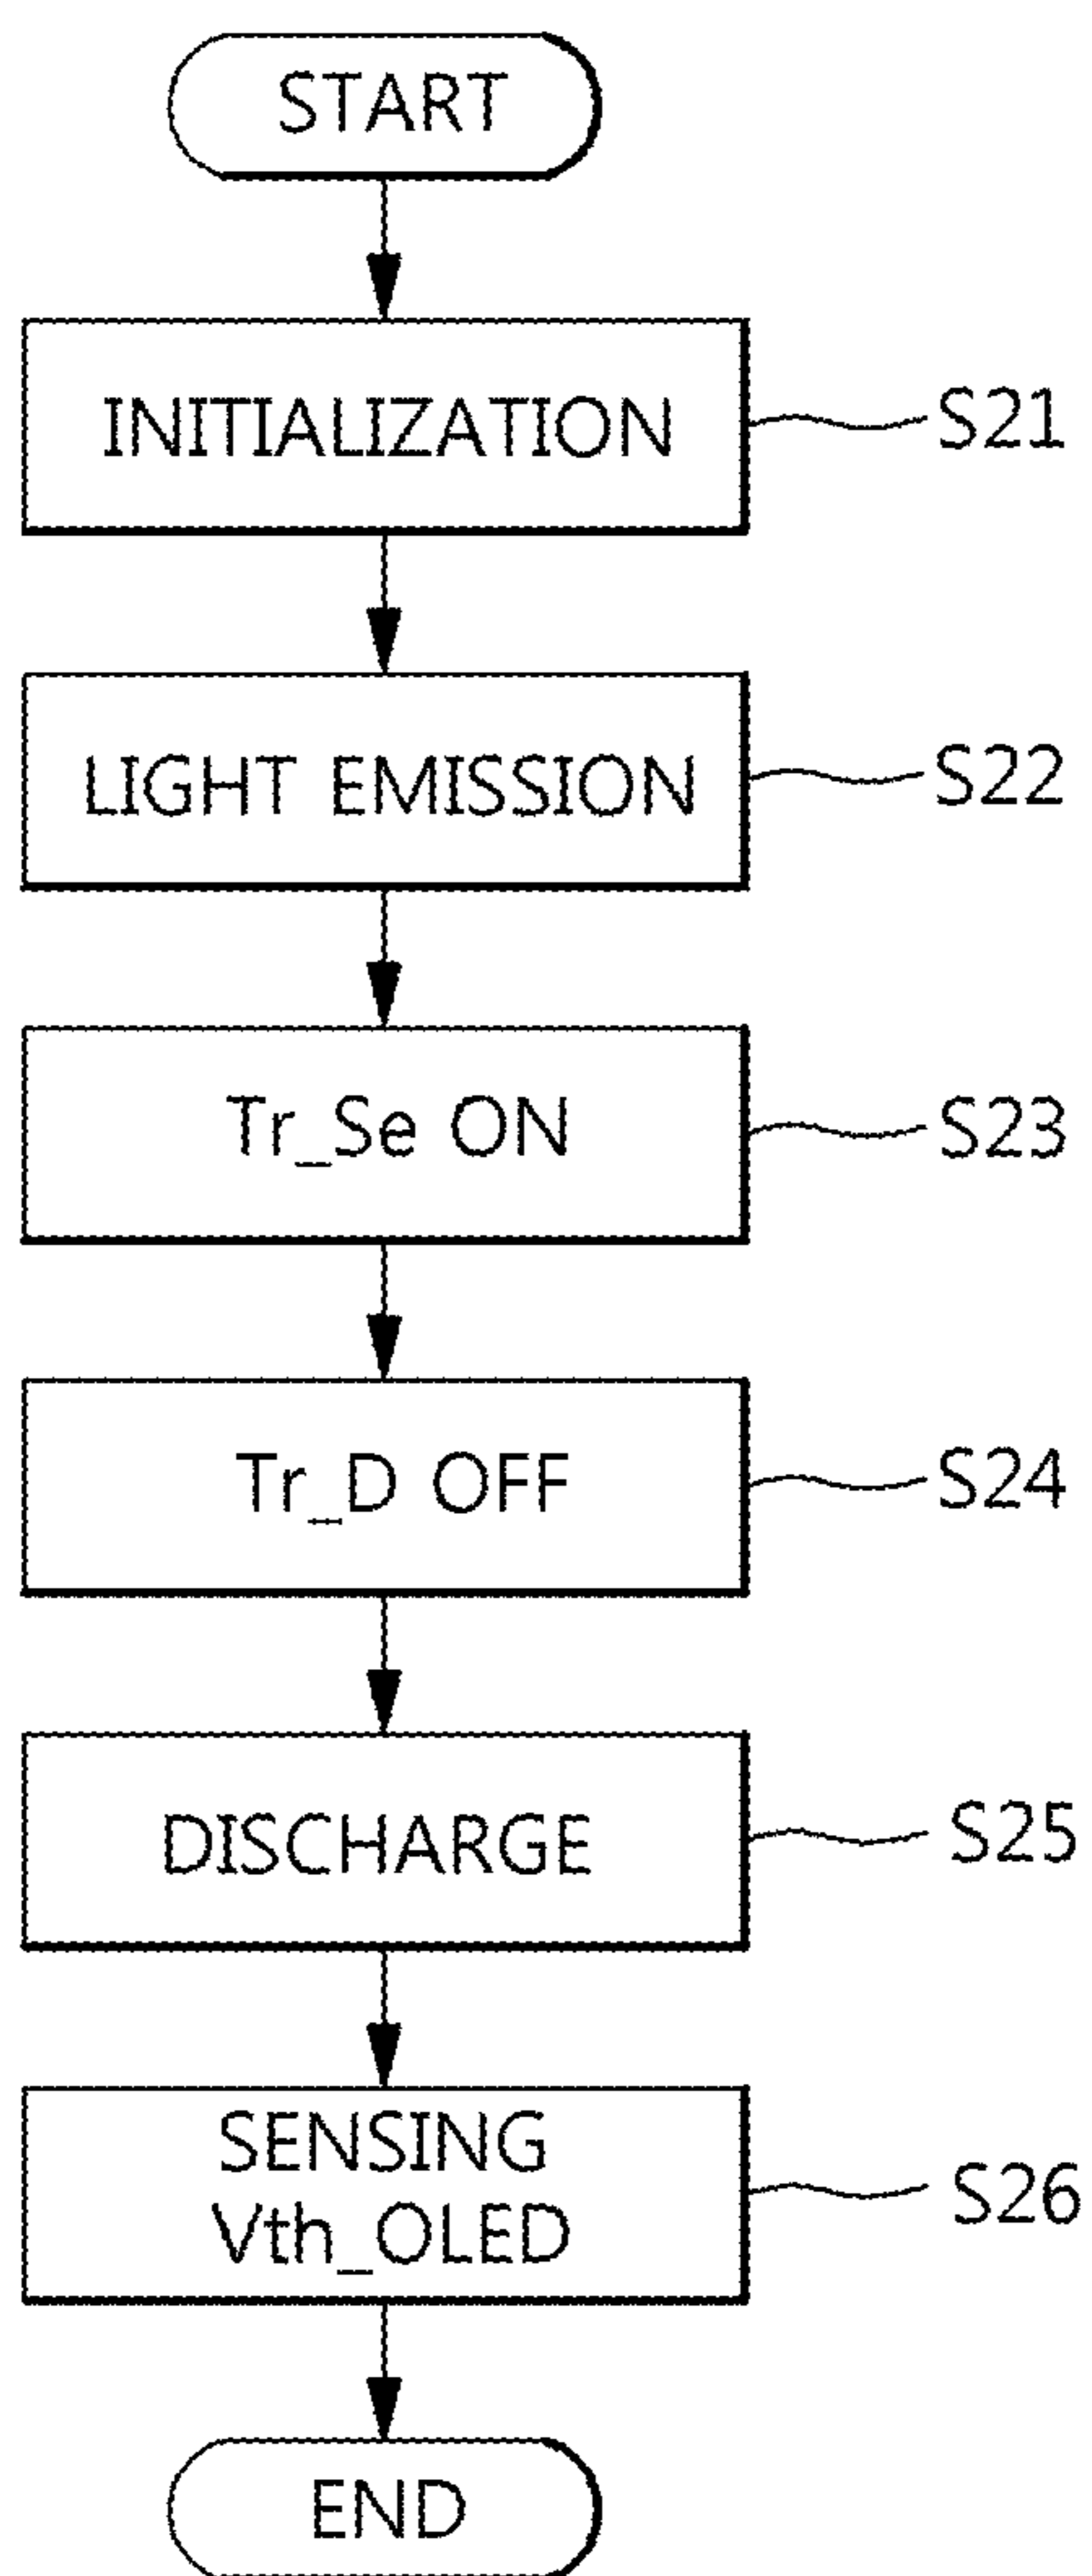 START
INITIALIZATION
S21
LIGHT EMISSION
S22
Tr_Se ON
S23
Tr_D OFF
S24
DISCHARGE
S25
SENSING
Vth_OLED
S26
END